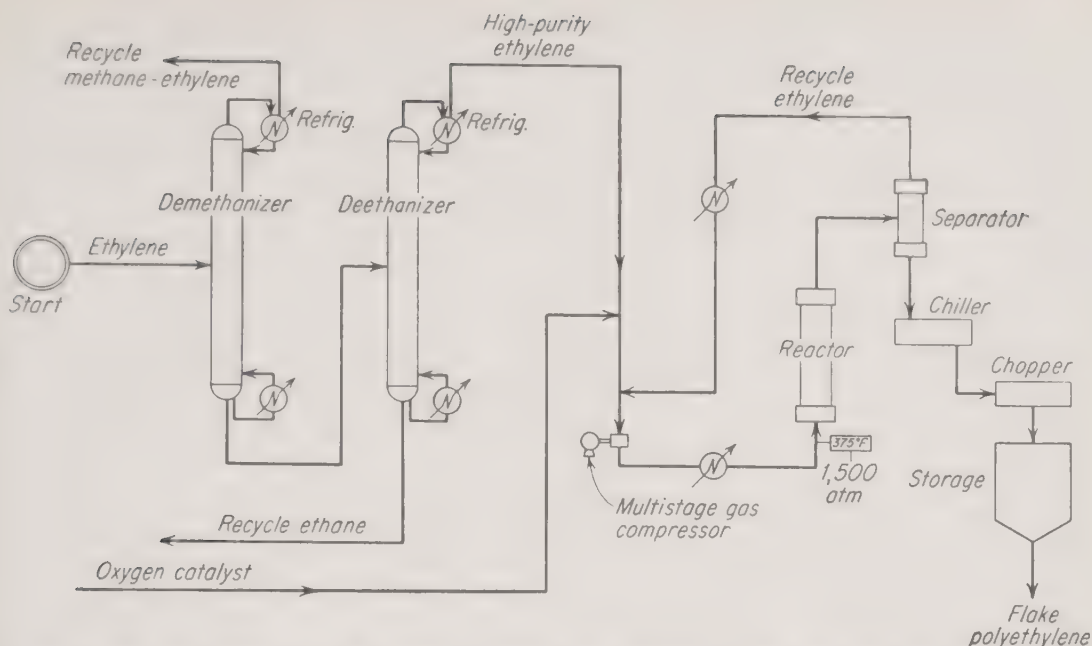 High-purity
ethylene
Recycle
methane-ethylene
Refrig.
Refrig.
Recycle
ethylene
Demethanizer
Deethanizer
Separator
Ethylene
Start
Chiller
Reactor
Chopper
375°F
1,500
atm
Storage
Multistage gas
compressor
Recycle ethane
Oxygen catalyst
Flake
polyethylene